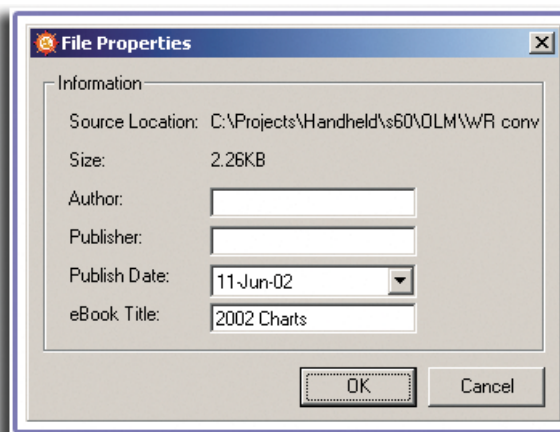 File Properties
Information
Source Location: C:\Projects\Handheld\s60\OLM\WR conv
Size: 2.26KB
Author:
Publisher:
Publish Date: 11-Jun-02
eBook Title: 2002 Charts
OK Cancel